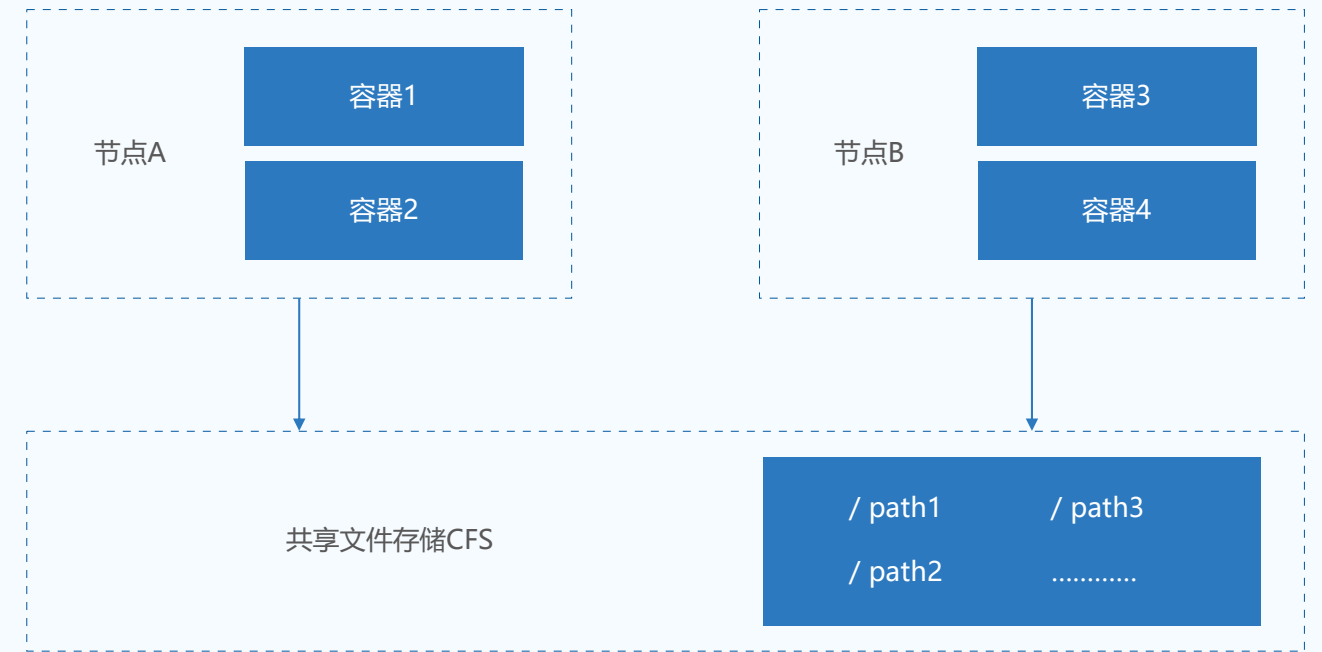 容器1
节点A
容器2
容器3
节点B
容器4
共享文件存储CFS
/ path1
/ path3
/ path2
............